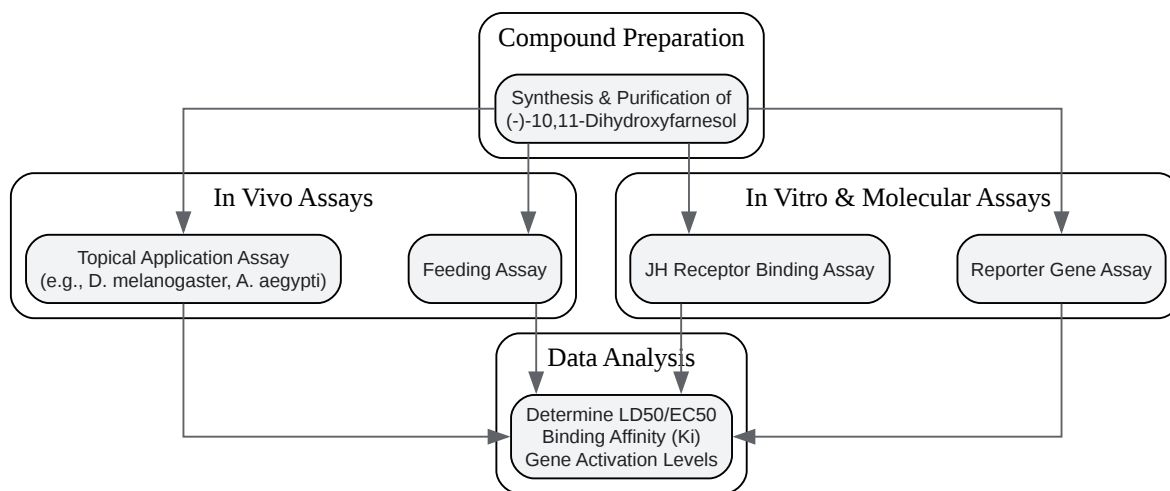 Compound Preparation
Synthesis & Purification of
(-)-10,11-Dihydroxyfarnesol
In Vivo Assays
Topical Application Assay
(e.g., D. melanogaster, A. aegypti)
Feeding Assay
In Vitro & Molecular Assays
JH Receptor Binding Assay
Reporter Gene Assay
Data Analysis
Determine LD50/EC50
Binding Affinity (Ki)
Gene Activation Levels